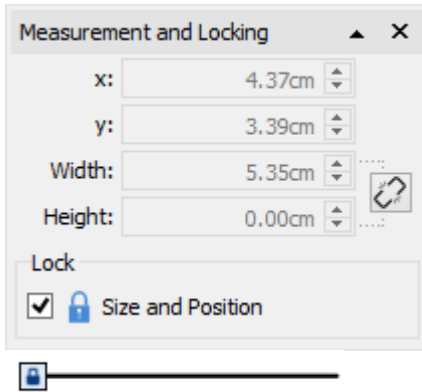 Measurement and Locking
x: 4.37cm
y: 3.39cm
Width: 5.35cm
Height: 0.00cm
Lock
Size and Position